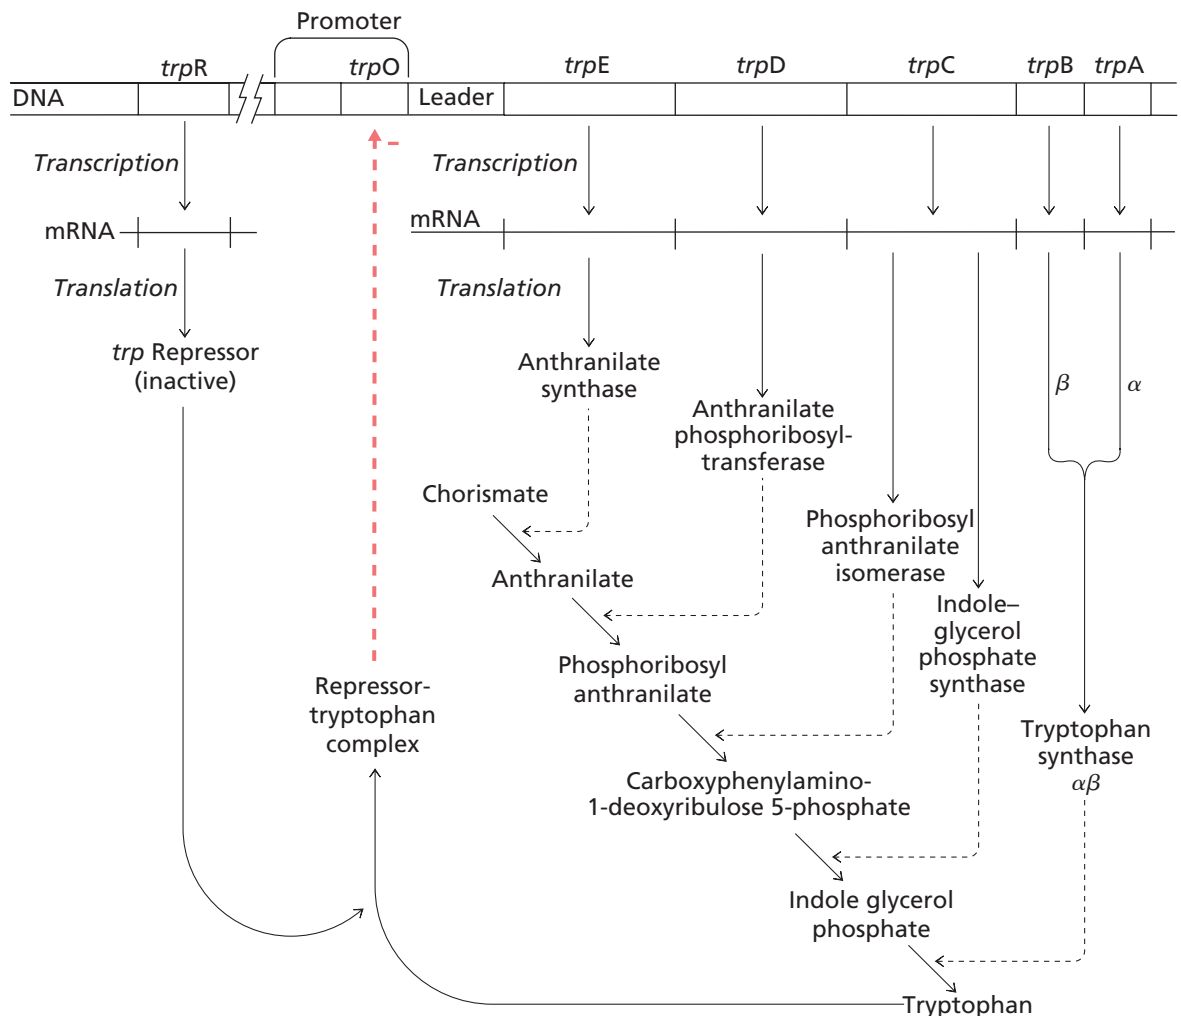 Promoter
trpR
trpO
trpE
trpD
trpC
trpB
trpA
DNA
Leader
Transcription
–
Transcription
mRNA
mRNA
Translation
Translation
trp Repressor
(inactive)
Anthranilate
synthase
Anthranilate
phosphoribosyl-
transferase
β
α
Chorismate
Phosphoribosyl
anthranilate
isomerase
Anthranilate
Indole–
glycerol
phosphate
synthase
Phosphoribosyl
anthranilate
Repressor-
tryptophan
complex
Tryptophan
synthase
αβ
Carboxyphenylamino-
1-deoxyribulose 5-phosphate
Indole glycerol
phosphate
Tryptophan